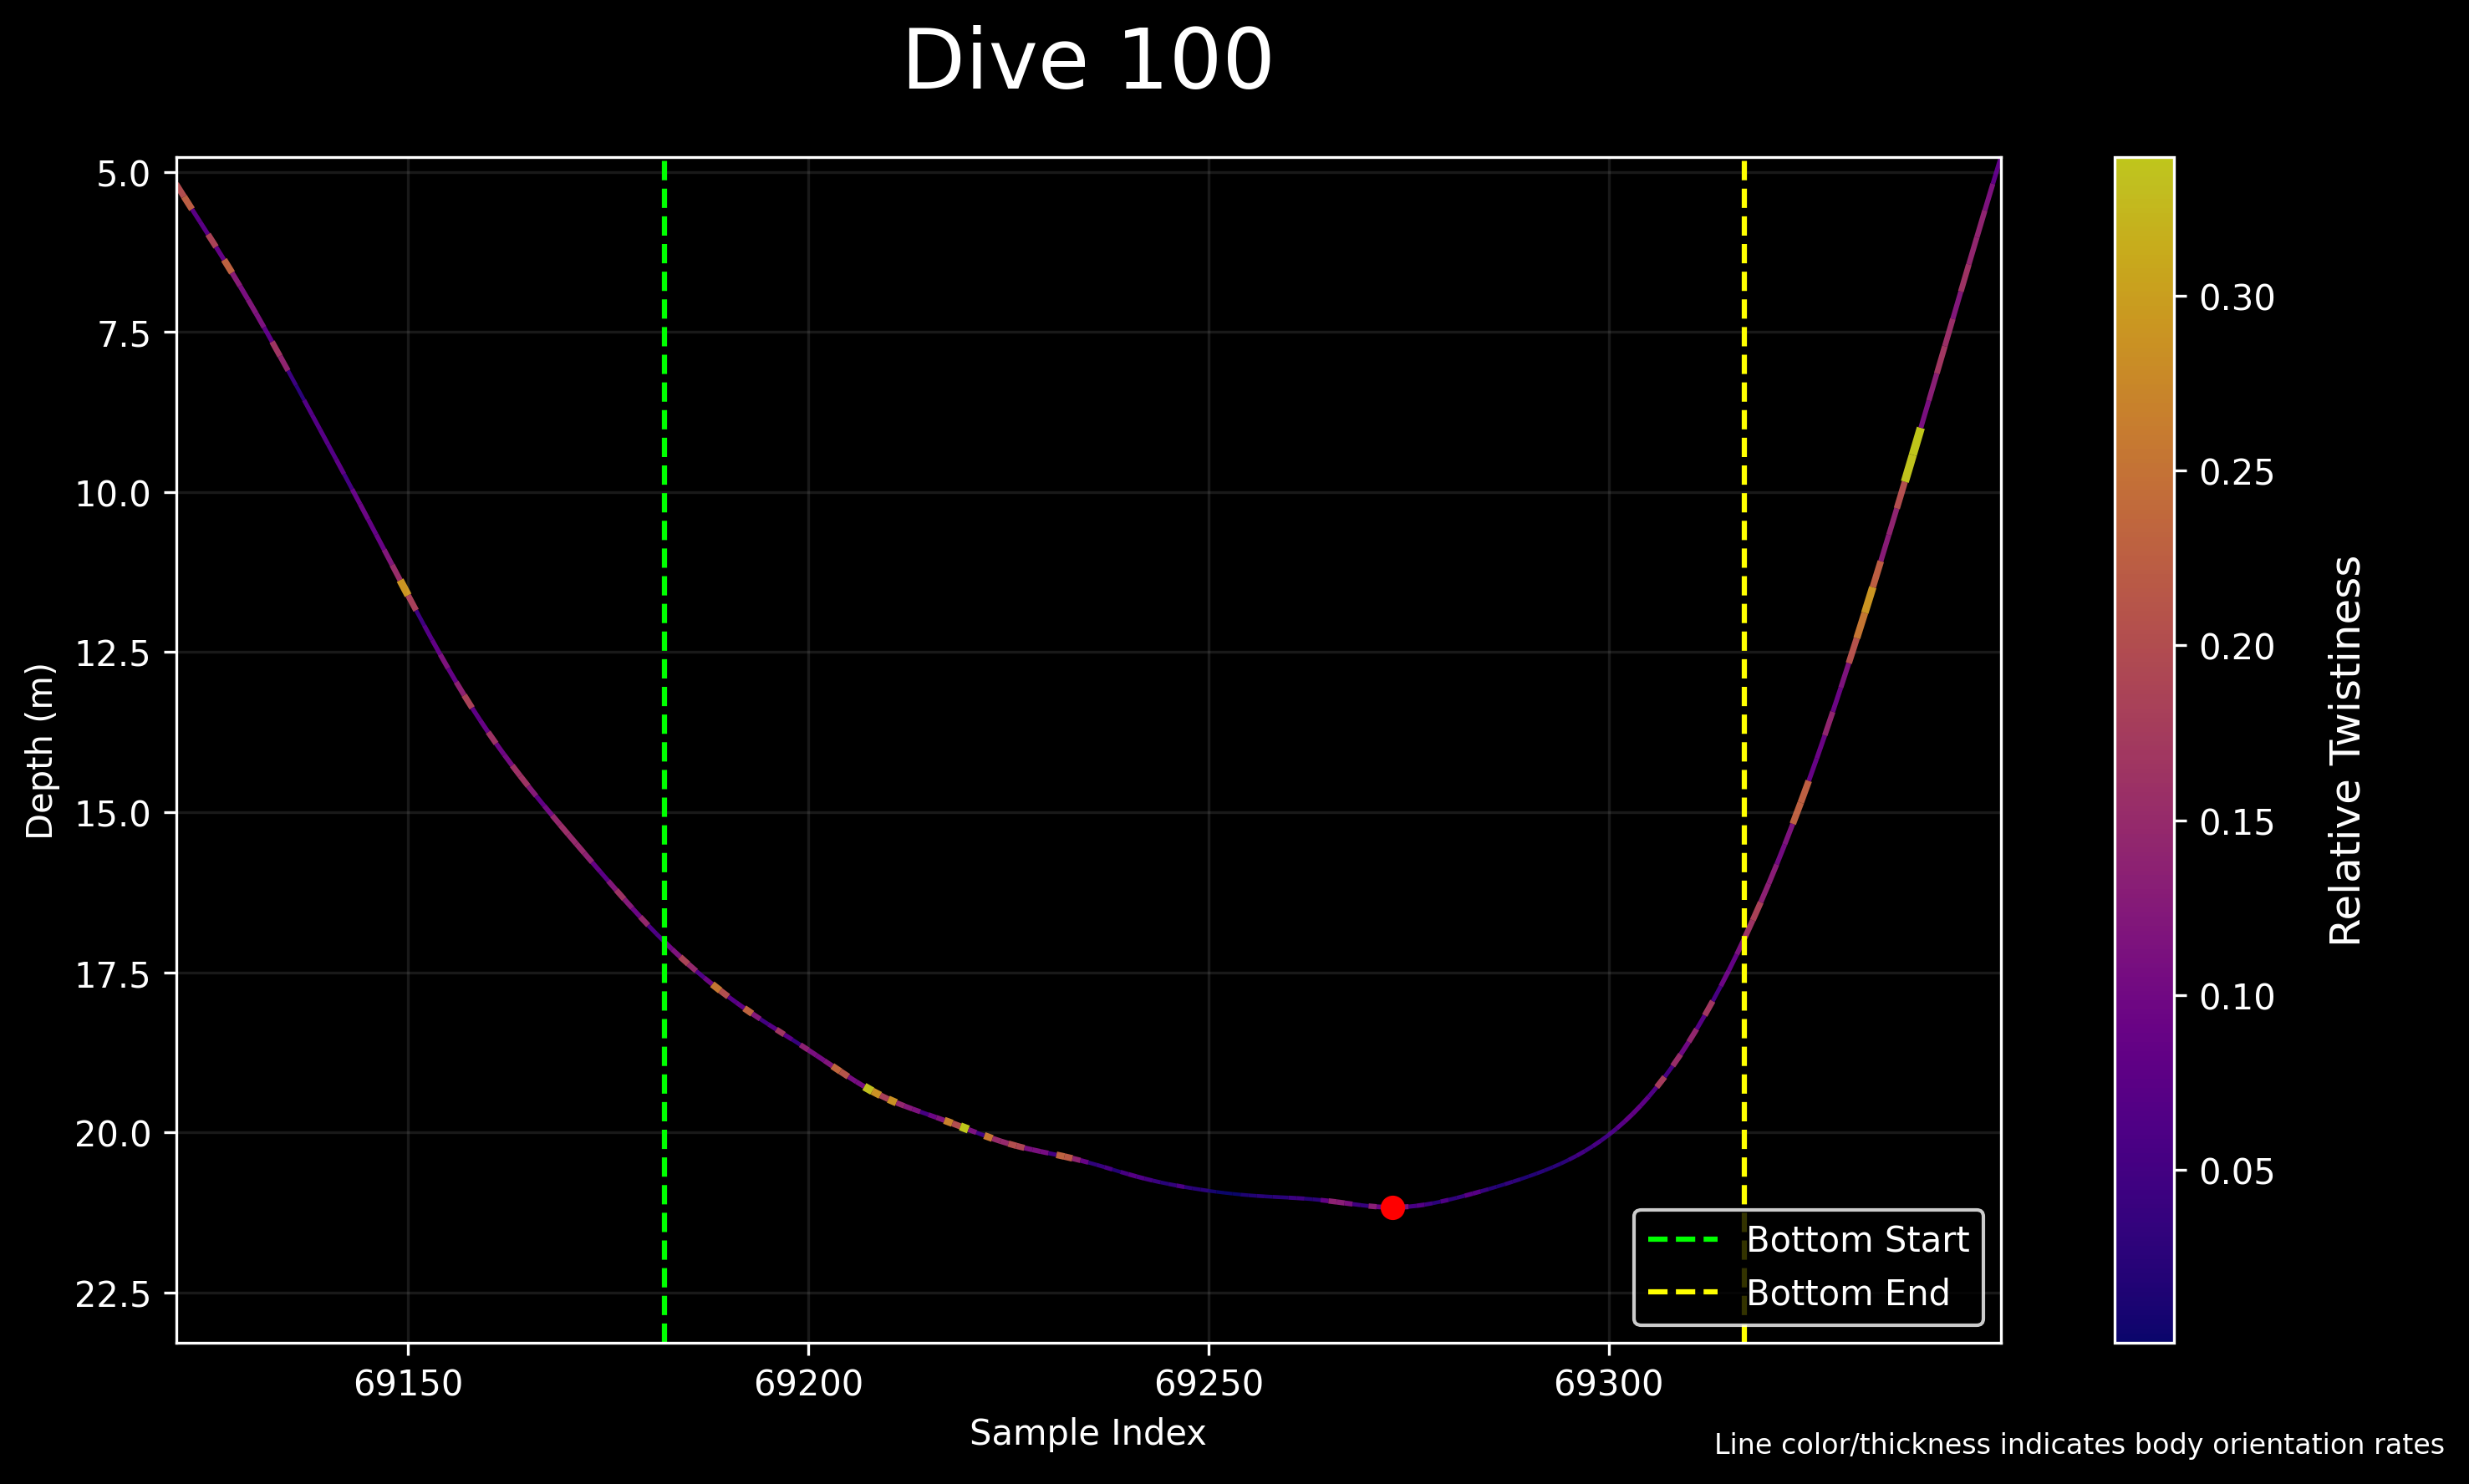 Dive 100
5.0
7.5
10.0
12.5
15.0
17.5
20.0
22.5
Depth (m)
69150
69200
69250
69300
Sample Index
Bottom Start
Bottom End
0.30
0.25
0.20
0.15
0.10
0.05
Relative Twistiness
Line color/thickness indicates body orientation rates